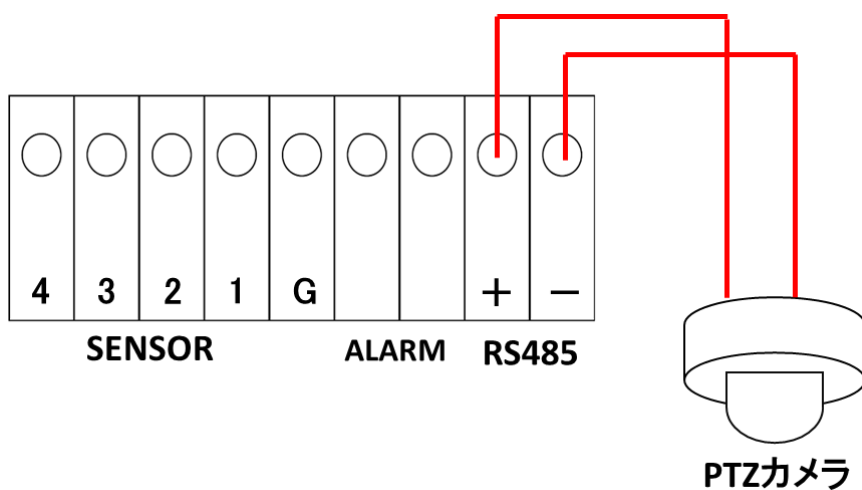 4 3 2 1 G + −
SENSOR ALARM RS485
PTZカメラ